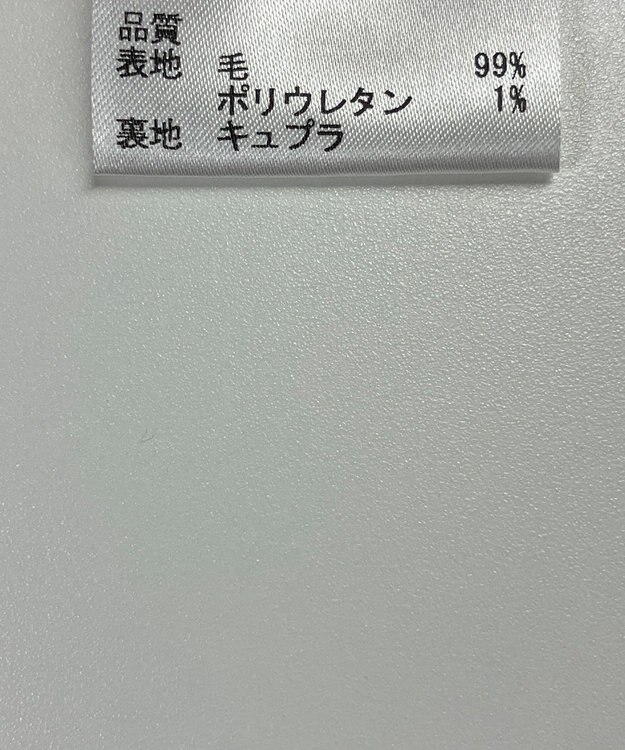 品質
表地 毛 99%
ポリウレタン 1%
裏地 キュプラ